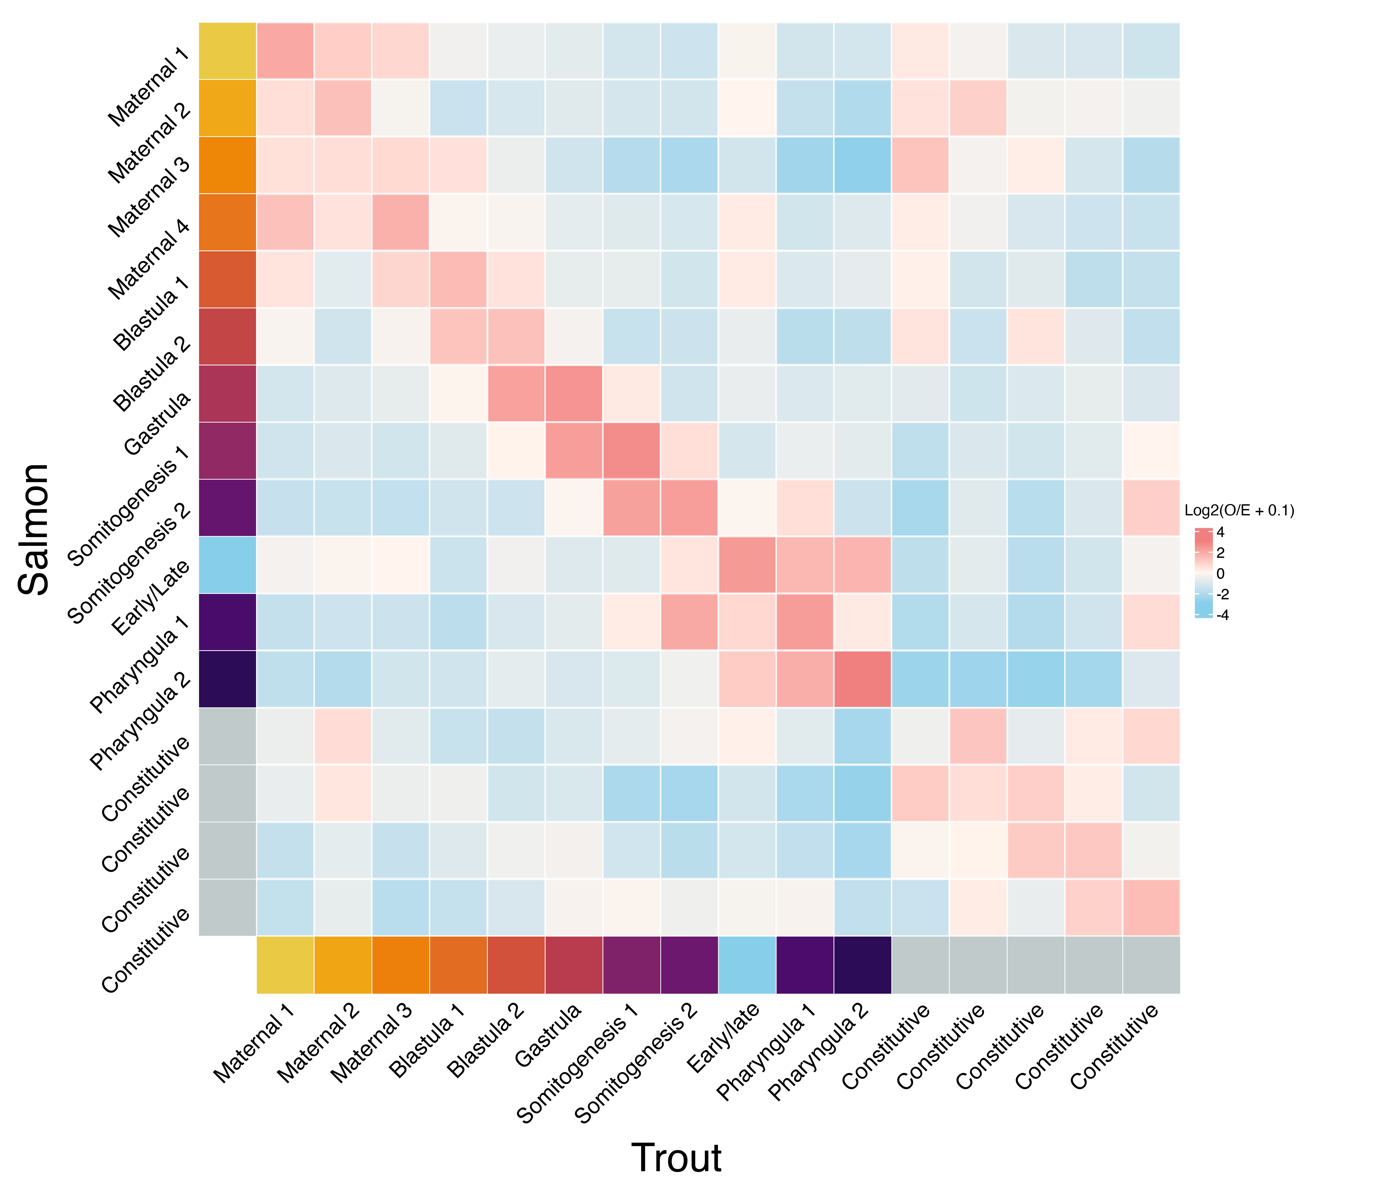 Salmon
Maternal 1
Maternal 2
Maternal 3
Maternal 4
Blastula 1
Blastula 2
Gastrula
Somitogenesis 1
Somitogenesis 2
Early/Late
Pharyngula 1
Pharyngula 2
Constitutive
Constitutive
Constitutive
Constitutive
Log2(O/E + 0.1)
4
2
0
-2
-4
Maternal 1
Maternal 2
Maternal 3
Blastula 1
Blastula 2
Gastrula
Somitogenesis 1
Somitogenesis 2
Early/late
Pharyngula 1
Pharyngula 2
Constitutive
Constitutive
Constitutive
Constitutive
Constitutive
Trout